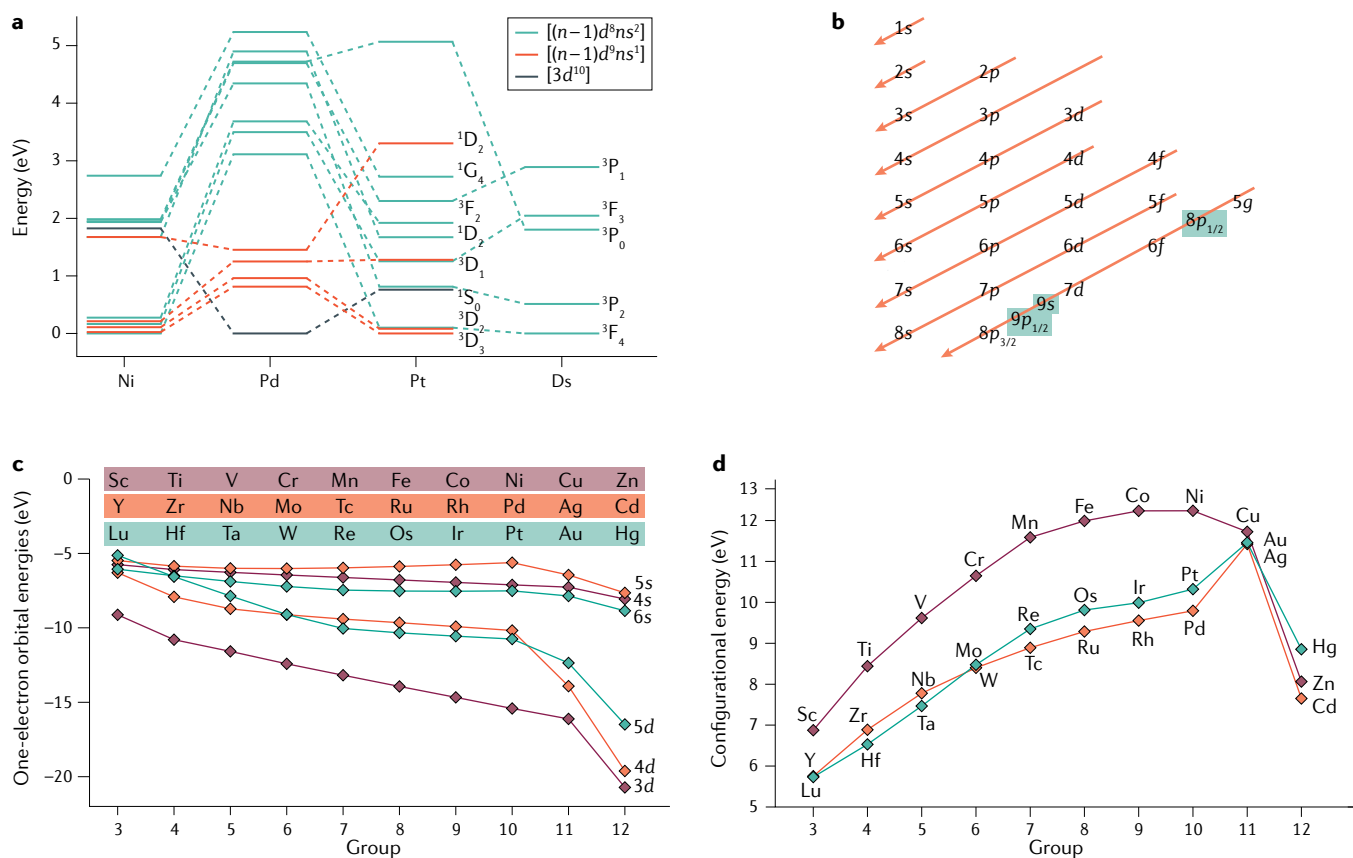 a
[(n−1)d⁸ns²]
[(n−1)d⁹ns¹]
[3d¹⁰]
Energy (eV)
5
4
3
2
1
0
¹D₂
¹G₄
³F₂
¹D₂
³D₁
¹S₀
³D₂
³D₃
³P₁
³F₃
³P₀
³P₂
³F₄
Ni Pd Pt Ds
b
1s
2s 2p
3s 3p 3d
4s 4p 4d 4f
5s 5p 5d 5f 5g
8p₁/₂
6s 6p 6d 6f
7s 7p 7d
9s
9p₁/₂
8s 8p₃/₂
c
One-electron orbital energies (eV)
0
−5
−10
−15
−20
Sc Ti V Cr Mn Fe Co Ni Cu Zn
Y Zr Nb Mo Tc Ru Rh Pd Ag Cd
Lu Hf Ta W Re Os Ir Pt Au Hg
5s
4s
6s
5d
4d
3d
3 4 5 6 7 8 9 10 11 12
Group
d
Configurational energy (eV)
13
12
11
10
9
8
7
6
5
Sc Ti V Cr Mn Fe Co Ni Cu Zn
Y Zr Nb Mo Tc Ru Rh Pd Ag Cd
Lu Hf Ta W Re Os Ir Pt Au Hg
3 4 5 6 7 8 9 10 11 12
Group